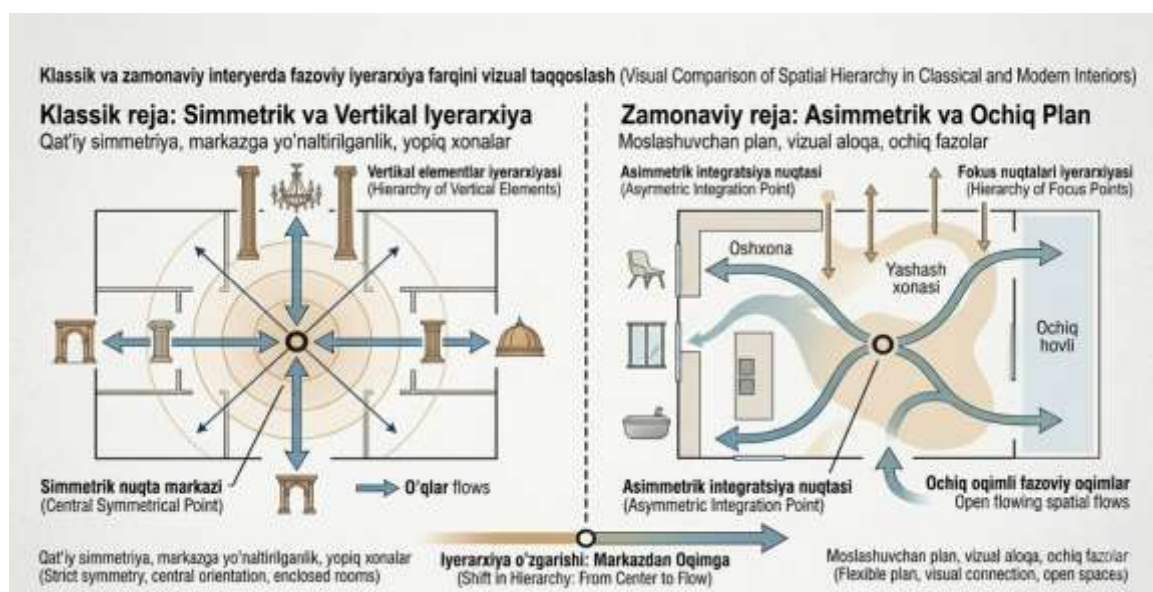 Klassik va zamonaviy interyerda fazoviy iyerarxiya farqini vizual taqqoslash (Visual Comparison of Spatial Hierarchy in Classical and Modern Interiors)
Klassik reja: Simmetrik va Vertikal Iyerarxiya
Qat'iy simmetriya, markazga yo'naltirilganlik, yopiq xonalar
Vertikal elementlar iyerarxiyasi
(Hierarchy of Vertical Elements)
Simmetrik nuqta markazi
(Central Symmetrical Point)
O'qlar flows
Zamonaviy reja: Asimmetrik va Ochiq Plan
Moslashuvchan plan, vizual aloqa, ochiq fazolar
Asimmetrik integratsiya nuqtasi
(Asymmetric Integration Point)
Fokus nuqtalari iyerarxiyasi
(Hierarchy of Focus Points)
Oshxona
Yashash
xonasi
Ochiq
hovli
Asimmetrik integratsiya nuqtasi
(Asymmetric Integration Point)
Ochiq oqimli fazoviy oqimlar
Open flowing spatial flows
Qat'iy simmetriya, markazga yo'naltirilganlik, yopiq xonalar
(Strict symmetry, central orientation, enclosed rooms)
Iyerarxiya o'zgarishi: Markazdan Oqimga
(Shift in Hierarchy: From Center to Flow)
Moslashuvchan plan, vizual aloqa, ochiq fazolar
(Flexible plan, visual connection, open spaces)